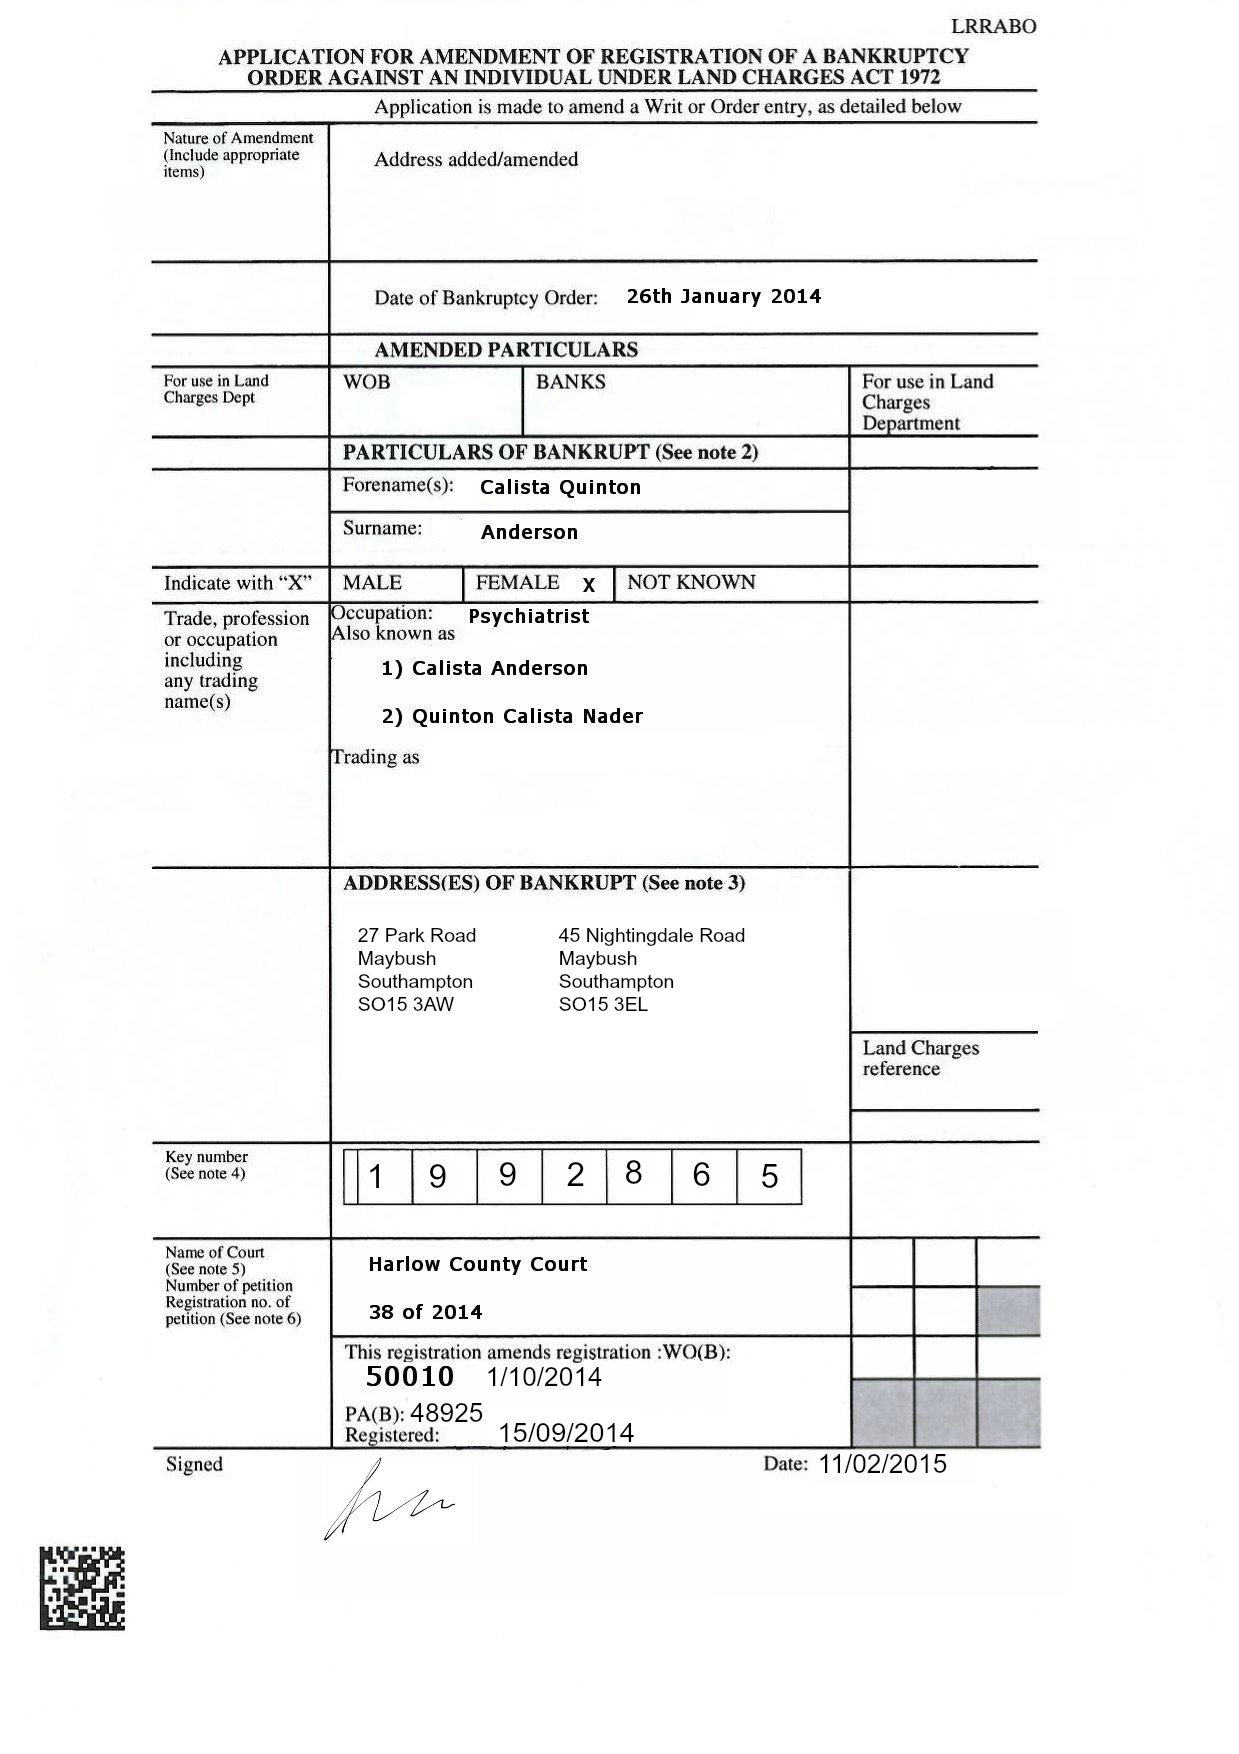 LRRABO
APPLICATION FOR AMENDMENT OF REGISTRATION OF A BANKRUPTCY
ORDER AGAINST AN INDIVIDUAL UNDER LAND CHARGES ACT 1972
Application is made to amend a Writ or Order entry, as detailed below
Nature of Amendment
(Include appropriate
items)
Address added/amended
Date of Bankruptcy Order: 26th January 2014
AMENDED PARTICULARS
For use in Land
Charges Dept
WOB
BANKS
For use in Land
Charges
Department
PARTICULARS OF BANKRUPT (See note 2)
Forename(s): Calista Quinton
Surname: Anderson
Indicate with “X” MALE FEMALE X NOT KNOWN
Trade, profession
or occupation
including
any trading
name(s)
Occupation: Psychiatrist
Also known as
1) Calista Anderson
2) Quinton Calista Nader
Trading as
ADDRESS(ES) OF BANKRUPT (See note 3)
27 Park Road
Maybush
Southampton
SO15 3AW
45 Nightingdale Road
Maybush
Southampton
SO15 3EL
Land Charges
reference
Key number
(See note 4)
1 9 9 2 8 6 5
Name of Court
(See note 5)
Number of petition
Registration no. of
petition (See note 6)
Harlow County Court
38 of 2014
This registration amends registration :WO(B):
50010 1/10/2014
PA(B): 48925
Registered: 15/09/2014
Signed
Date: 11/02/2015